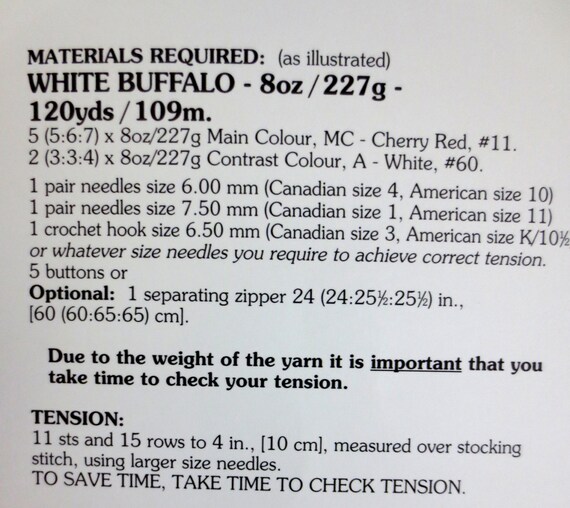 MATERIALS REQUIRED: (as illustrated)
WHITE BUFFALO - 8oz / 227g -
120yds / 109m.
5 (5:6:7) x 8oz/227g Main Colour, MC - Cherry Red, #11.
2 (3:3:4) x 8oz/227g Contrast Colour, A - White, #60.
1 pair needles size 6.00 mm (Canadian size 4, American size 10)
1 pair needles size 7.50 mm (Canadian size 1, American size 11)
1 crochet hook size 6.50 mm (Canadian size 3, American size K/10½
or whatever size needles you require to achieve correct tension.
5 buttons or
Optional: 1 separating zipper 24 (24:25½:25½) in.,
[60 (60:65:65) cm].
Due to the weight of the yarn it is important that you
take time to check your tension.
TENSION:
11 sts and 15 rows to 4 in., [10 cm], measured over stocking
stitch, using larger size needles.
TO SAVE TIME, TAKE TIME TO CHECK TENSION.